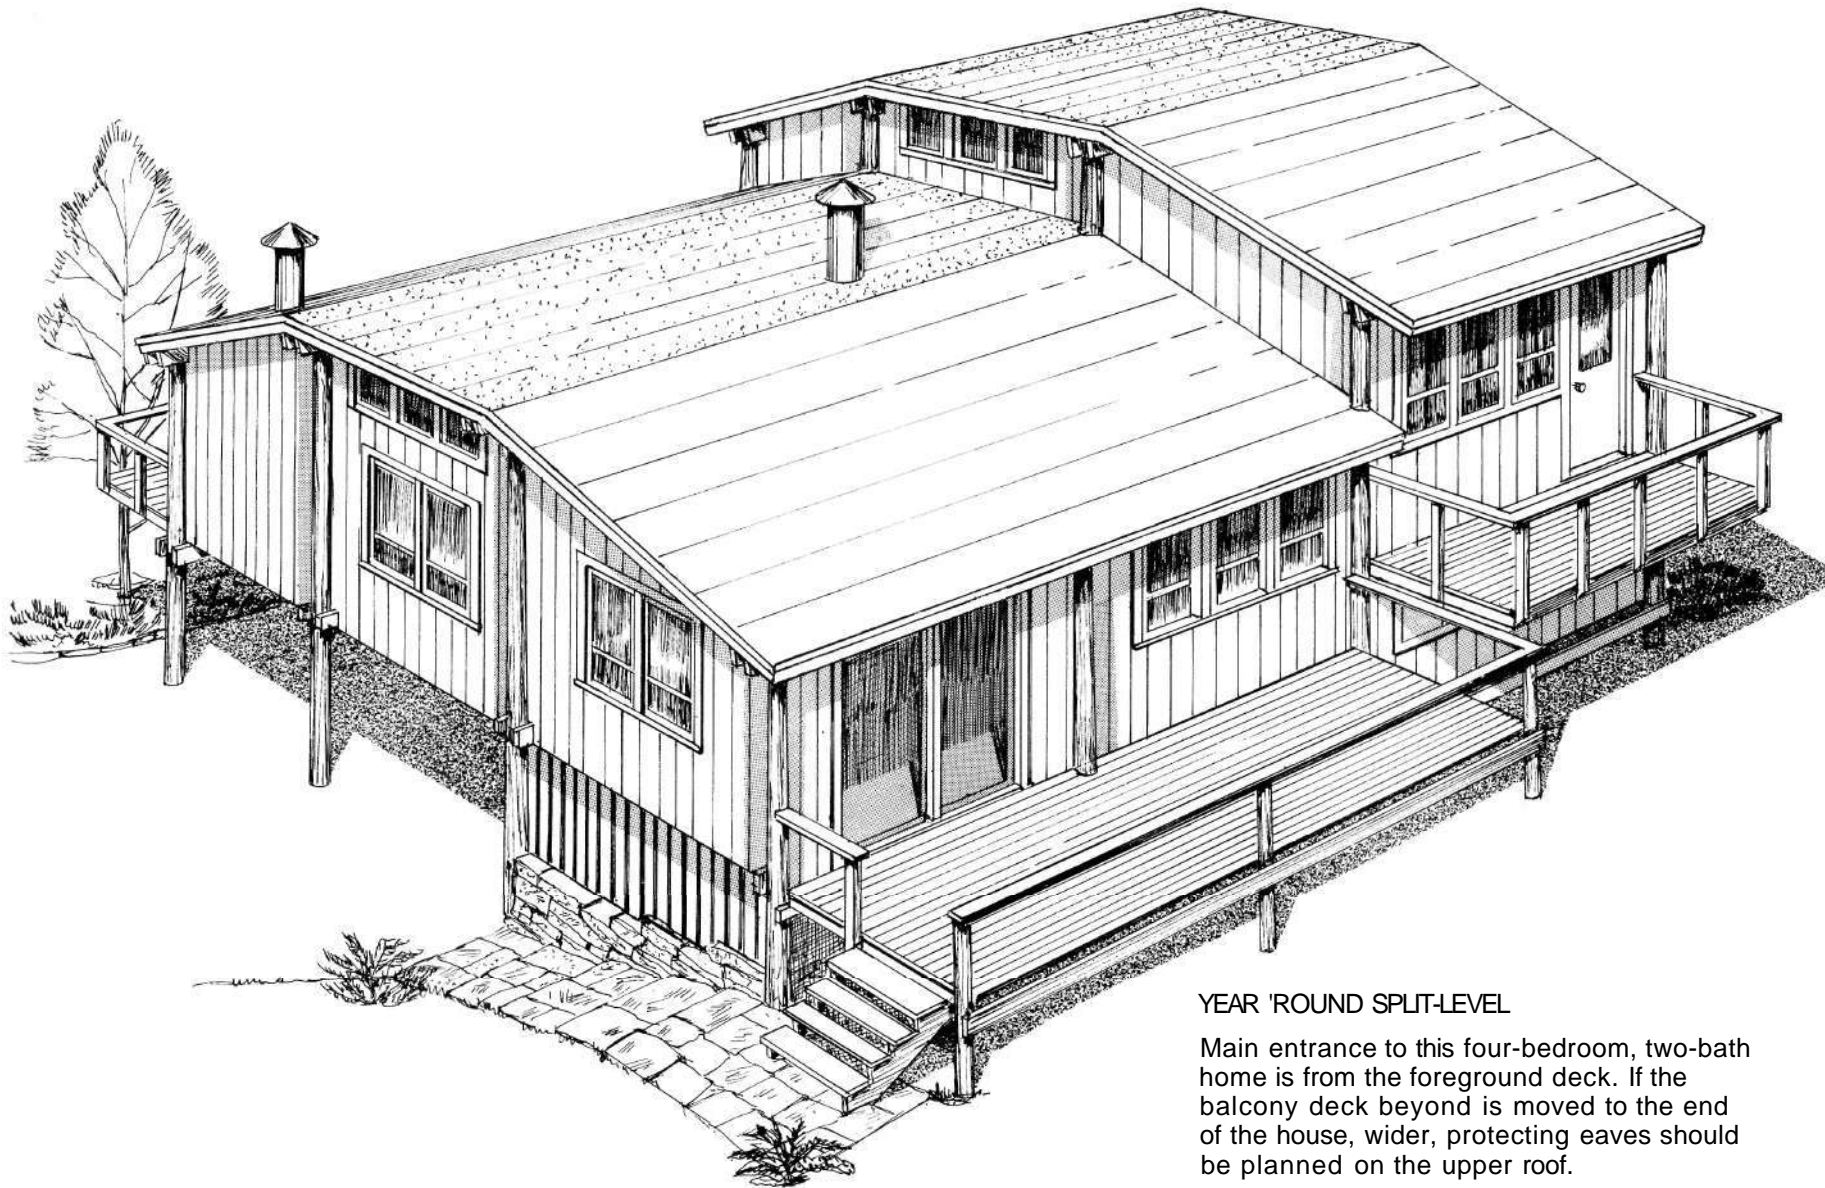 YEAR 'ROUND SPLIT-LEVEL
Main entrance to this four-bedroom, two-bath
home is from the foreground deck. If the
balcony deck beyond is moved to the end
of the house, wider, protecting eaves should
be planned on the upper roof.